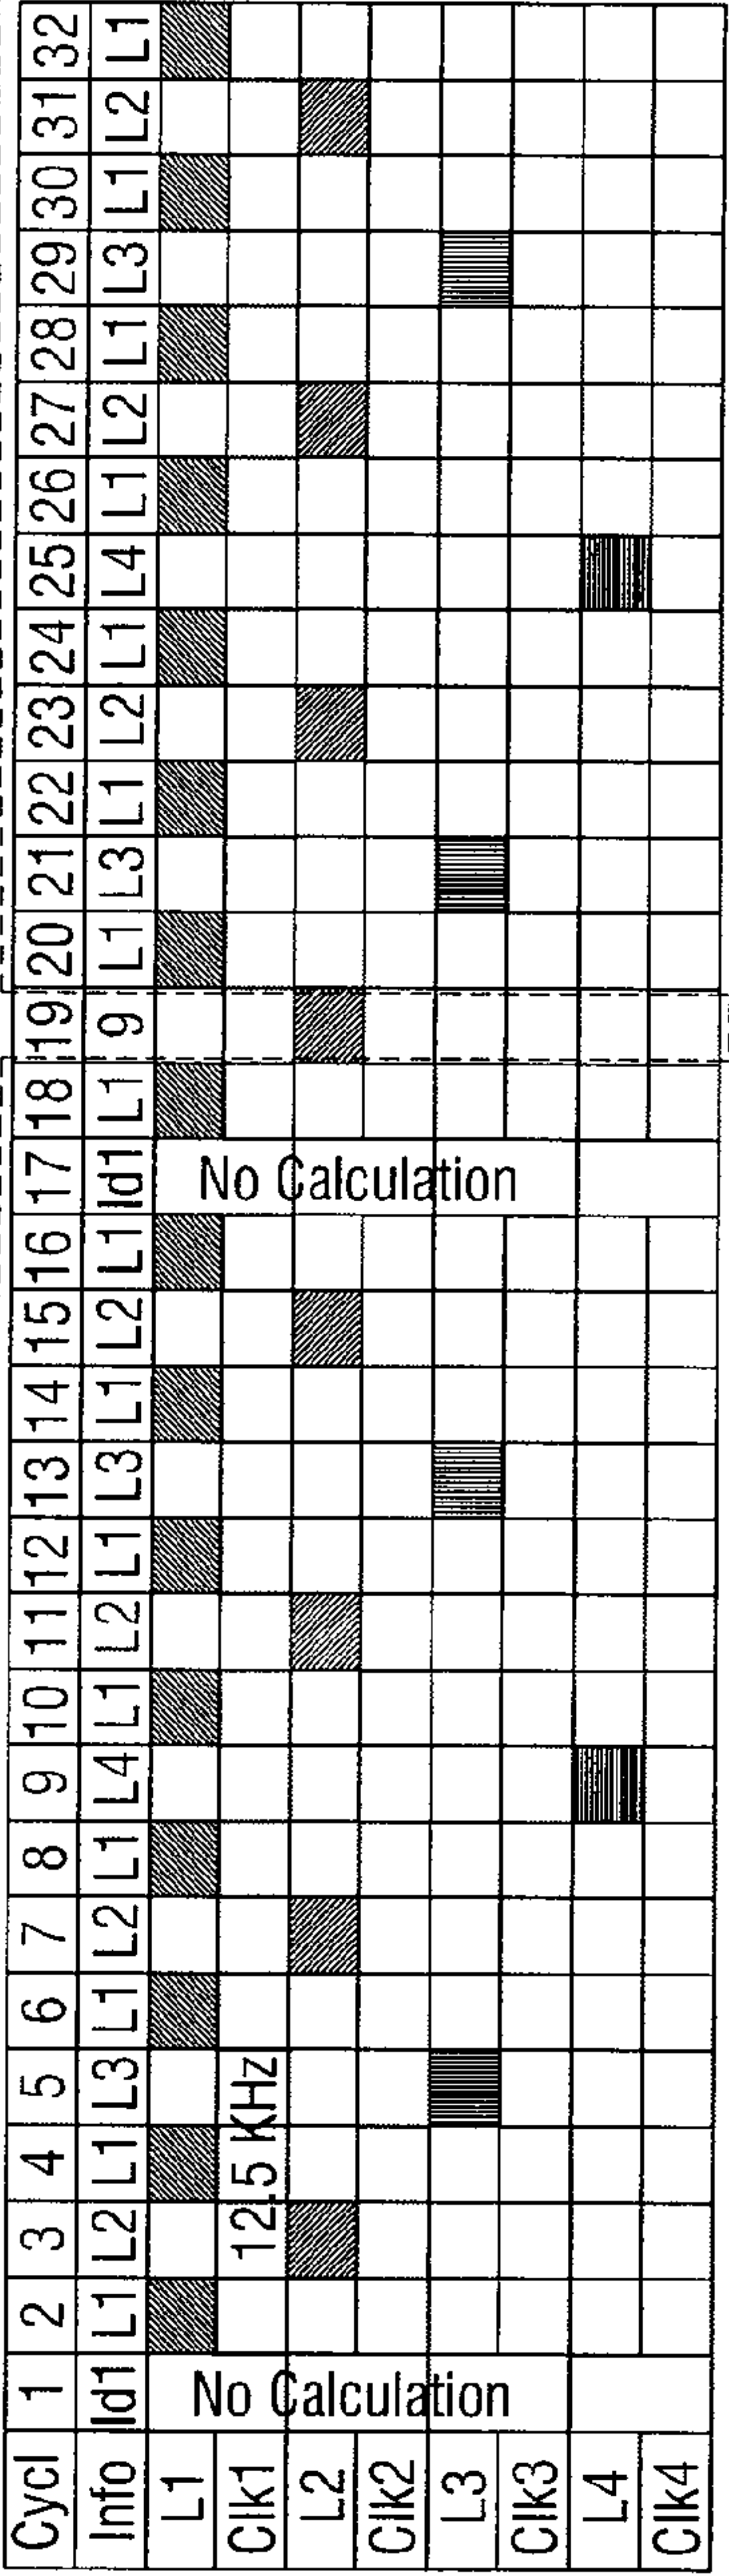 Cycl 1 2 3 4 5 6 7 8 9 10 11 12 13 14 15 16 17 18 19 20 21 22 23 24 25 26 27 28 29 30 31 32
Info Id1 L1 L2 L1 L3 L1 L2 L1 L4 L1 L2 L1 L3 L1 L2 L1 Id1 L1 9 L1 L3 L1 L2 L1 L4 L1 L2 L1 L3 L1 L2 L1
L1
Clk1 12.5 KHz
L2 No Calculation No Calculation
Clk2
L3
Clk3
L4
Clk4